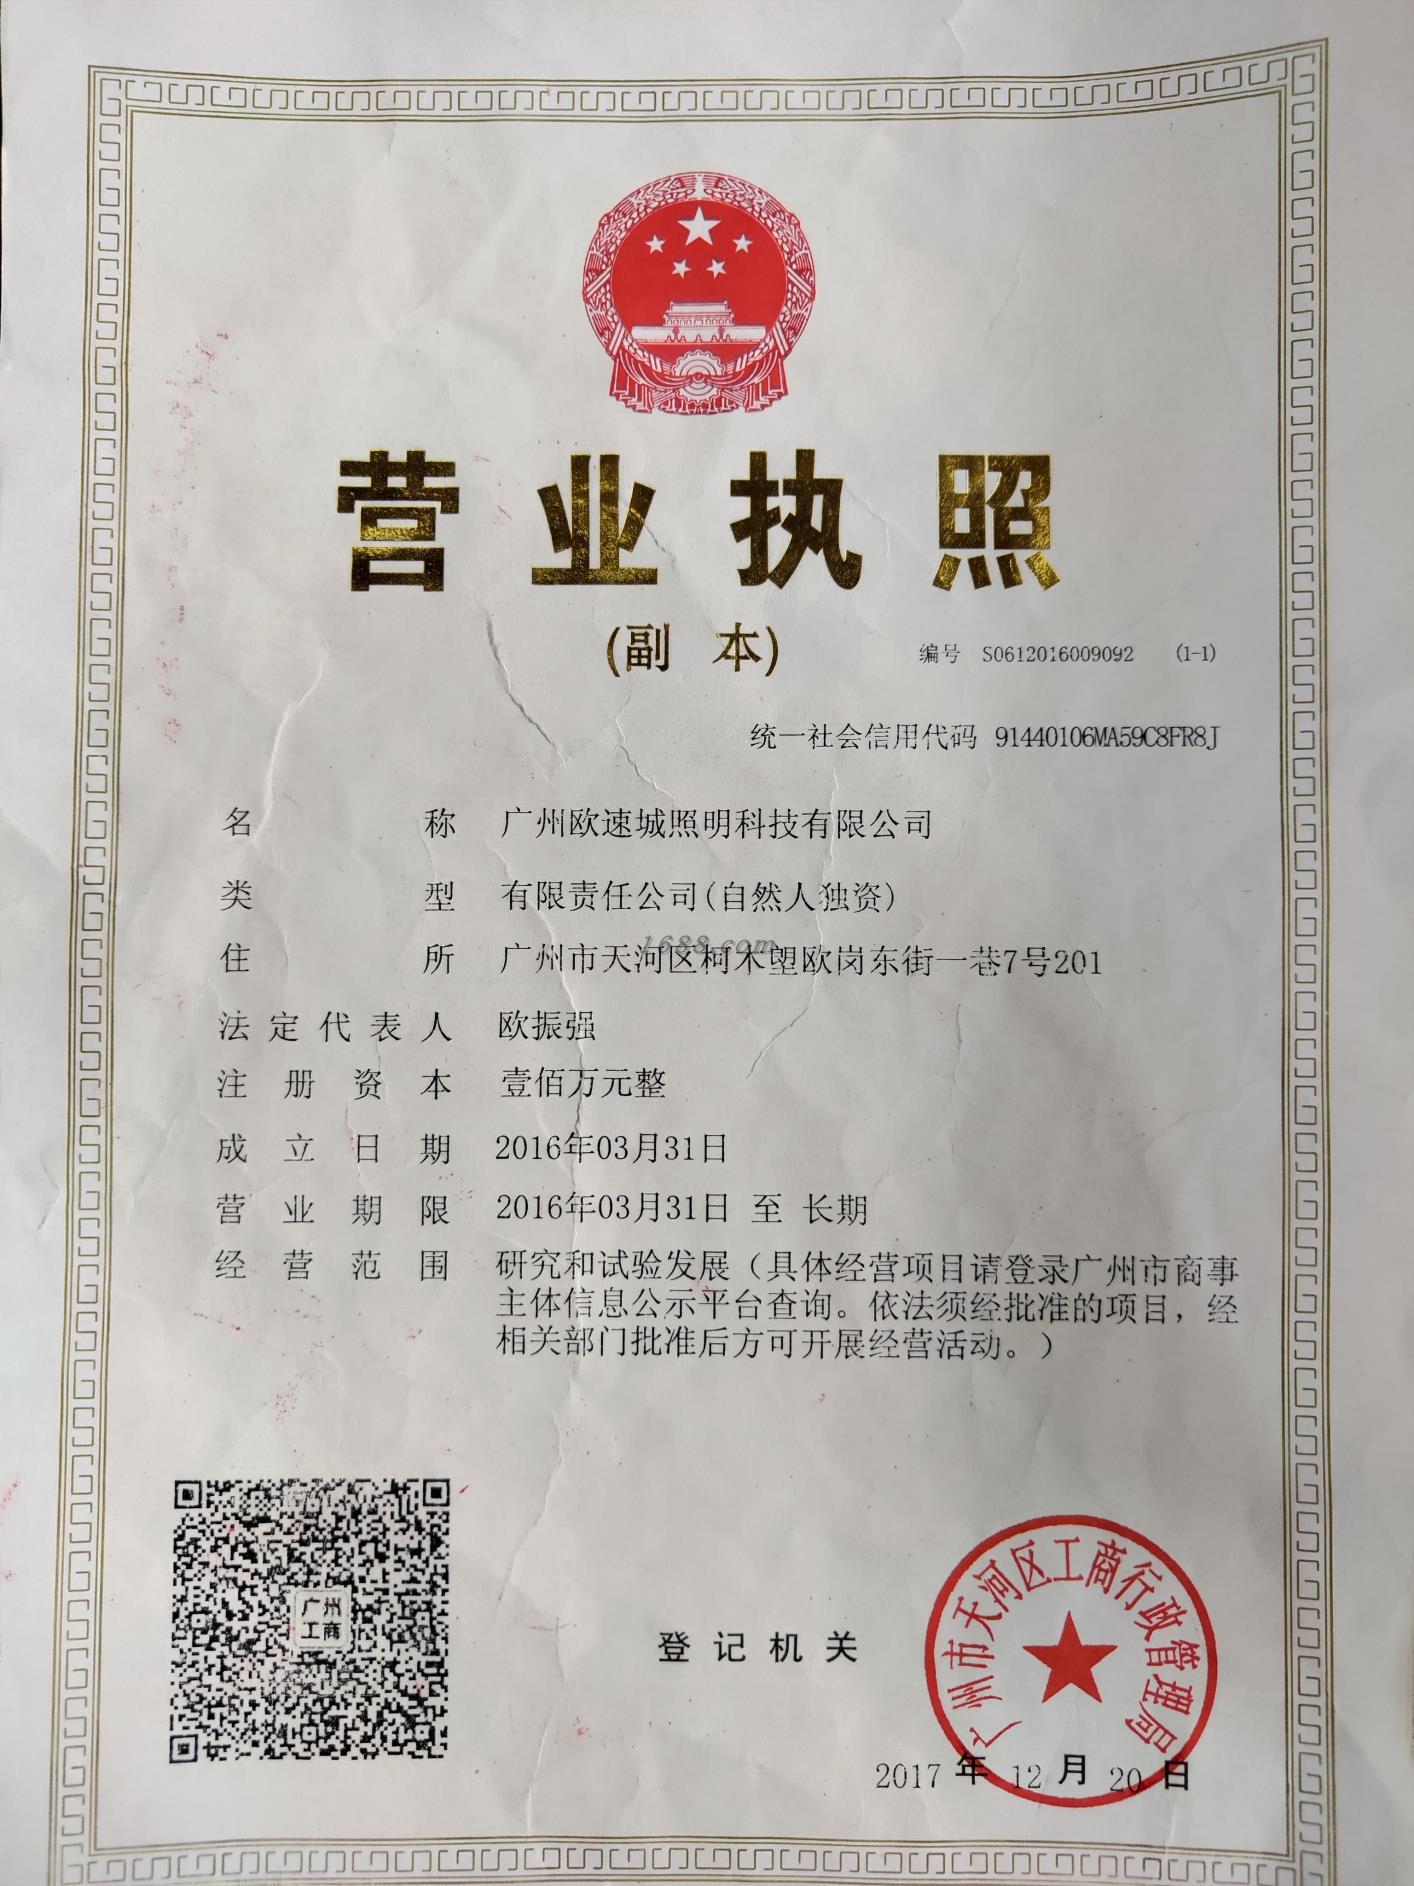 营业执照
(副 本)
编号 S0612016009092 (1-1)
统一社会信用代码 91440106MA59C8FR8J
名称 广州欧速城照明科技有限公司
类型 有限责任公司(自然人独资)
1688.com
住所 广州市天河区柯木塱欧岗东街一巷7号201
法定代表人 欧振强
注册资本 壹佰万元整
成立日期 2016年03月31日
营业期限 2016年03月31日 至 长期
经营范围 研究和试验发展（具体经营项目请登录广州市商事
主体信息公示平台查询。依法须经批准的项目，经
相关部门批准后方可开展经营活动。）
广州
工商
登记机关
广州市天河区工商行政管理局
2017 年 12 月 20 日